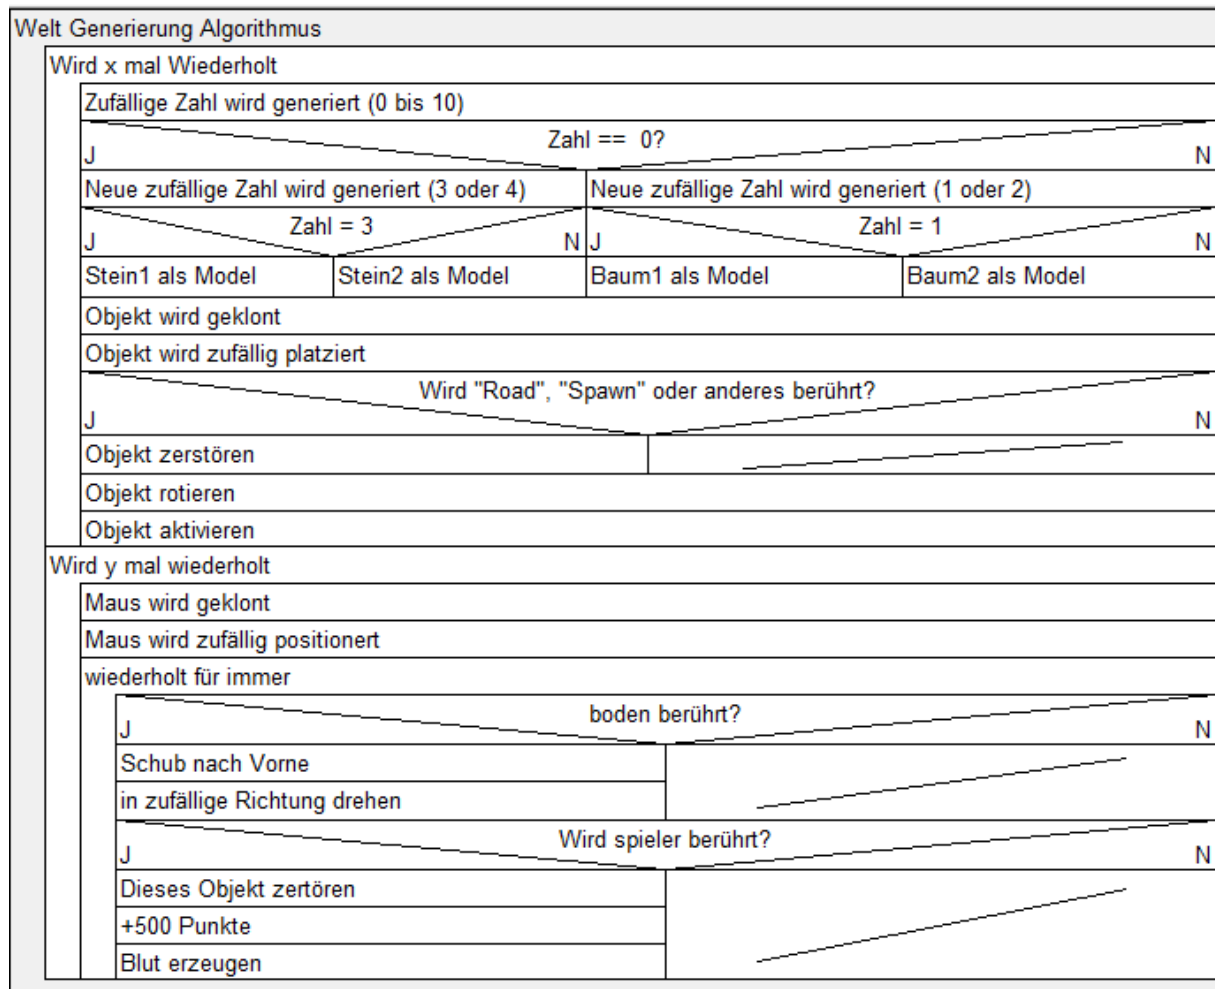 Welt Generierung Algorithmus
Wird x mal Wiederholt
Zufällige Zahl wird generiert (0 bis 10)
Zahl ==  0?
J N
Neue zufällige Zahl wird generiert (3 oder 4) Neue zufällige Zahl wird generiert (1 oder 2)
Zahl = 3 Zahl = 1
J N J N
Stein1 als Model Stein2 als Model Baum1 als Model Baum2 als Model
Objekt wird geklont
Objekt wird zufällig platziert
Wird "Road", "Spawn" oder anderes berührt?
J N
Objekt zerstören
Objekt rotieren
Objekt aktivieren
Wird y mal wiederholt
Maus wird geklont
Maus wird zufällig positionert
wiederholt für immer
boden berührt?
J N
Schub nach Vorne
in zufällige Richtung drehen
Wird spieler berührt?
J N
Dieses Objekt zertören
+500 Punkte
Blut erzeugen